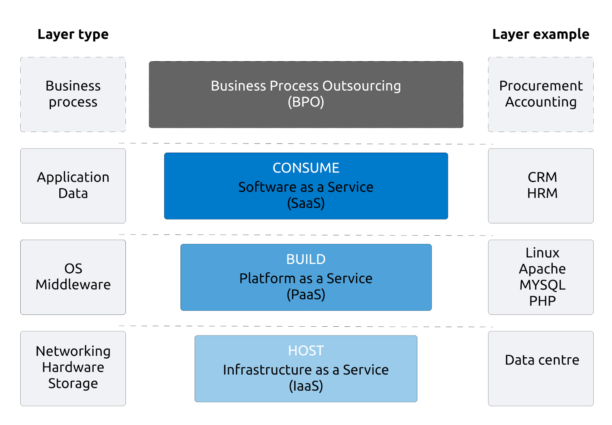 Layer type
Layer example
Business
process
Business Process Outsourcing
(BPO)
Procurement
Accounting
Application
Data
CONSUME
Software as a Service
(SaaS)
CRM
HRM
OS
Middleware
BUILD
Platform as a Service
(PaaS)
Linux
Apache
MYSQL
PHP
Networking
Hardware
Storage
HOST
Infrastructure as a Service
(IaaS)
Data centre